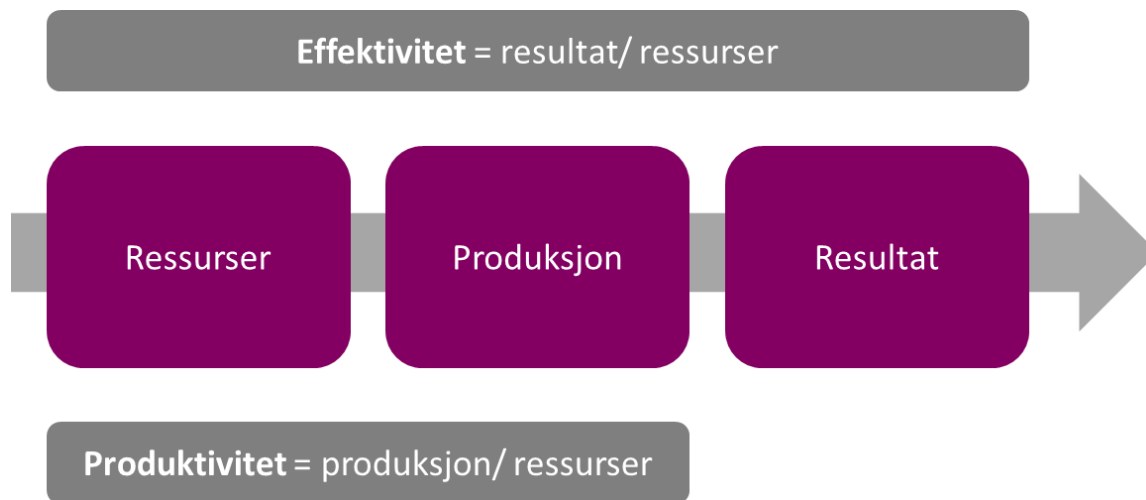 Effektivitet = resultat/ ressurser
Ressurser
Produksjon
Resultat
Produktivitet = produksjon/ ressurser